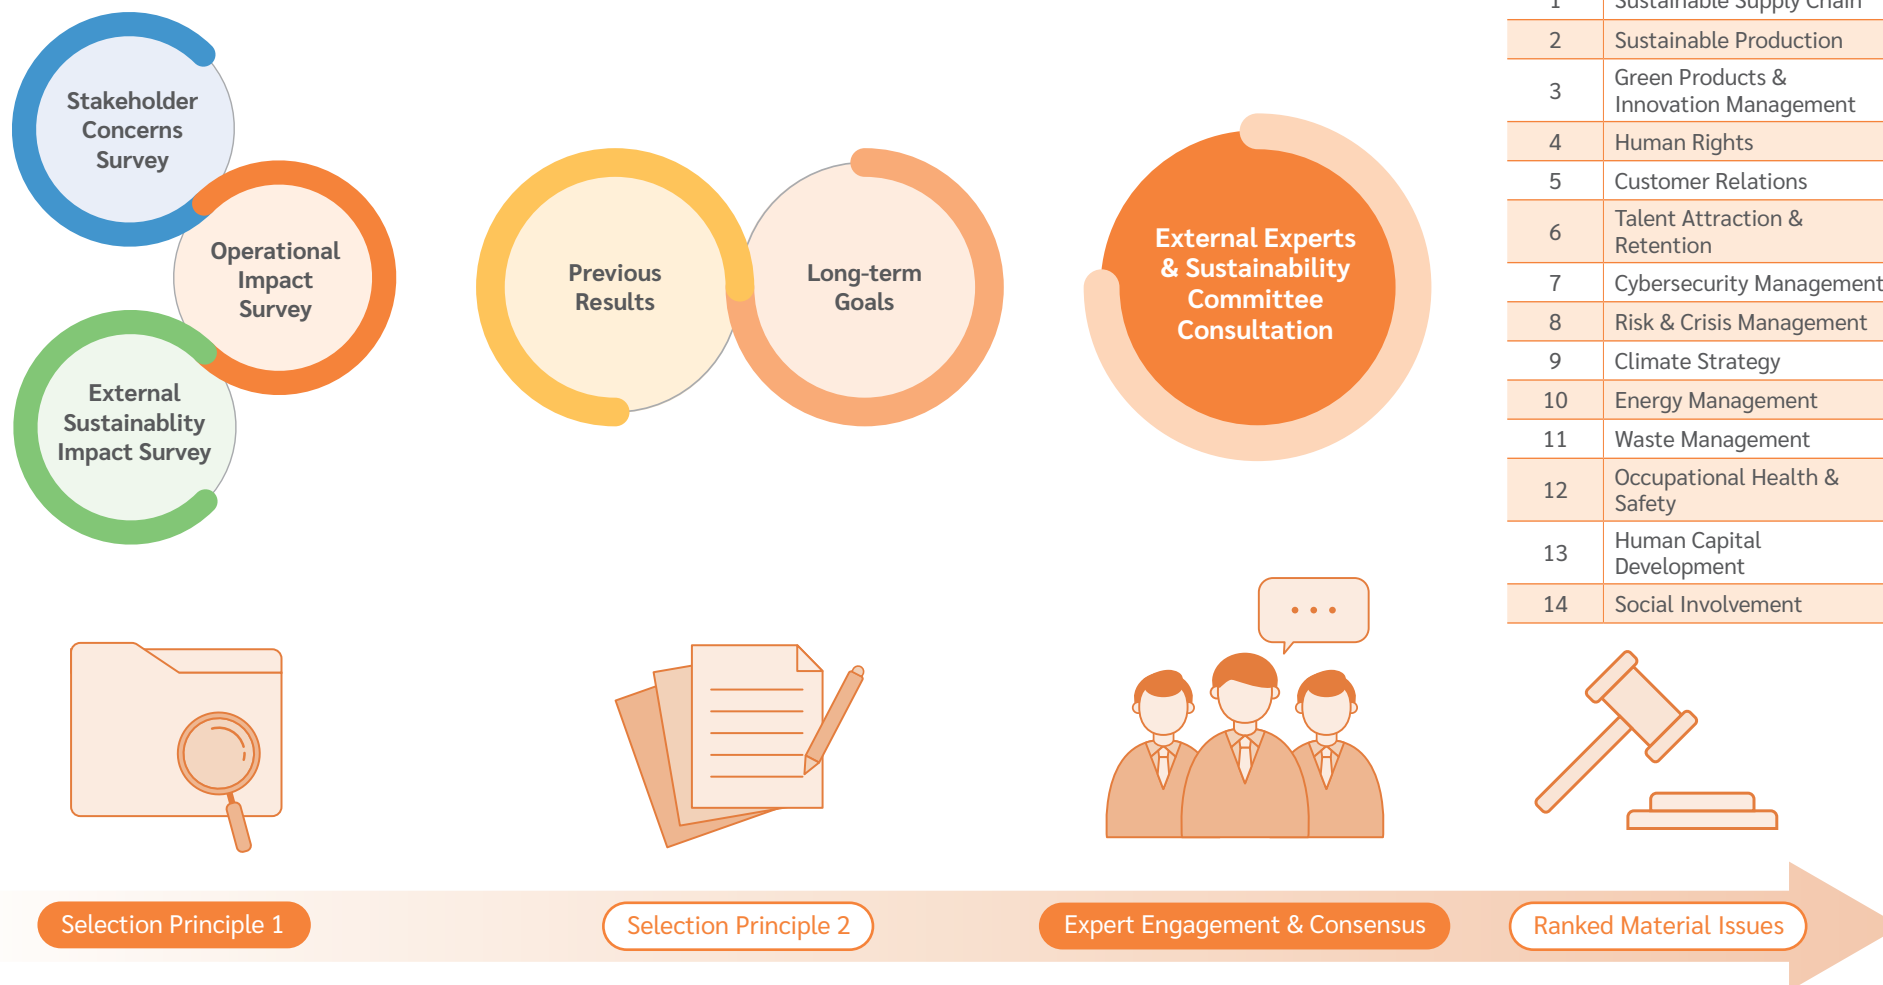 Stakeholder
Concerns
Survey
Operational
Impact
Survey
External
Sustainablity
Impact Survey
Previous
Results
Long-term
Goals
External Experts
& Sustainability
Committee
Consultation
1 Sustainable Supply Chain
2 Sustainable Production
3 Green Products &
Innovation Management
4 Human Rights
5 Customer Relations
6 Talent Attraction &
Retention
7 Cybersecurity Management
8 Risk & Crisis Management
9 Climate Strategy
10 Energy Management
11 Waste Management
12 Occupational Health &
Safety
13 Human Capital
Development
14 Social Involvement
Selection Principle 1
Selection Principle 2
Expert Engagement & Consensus
Ranked Material Issues